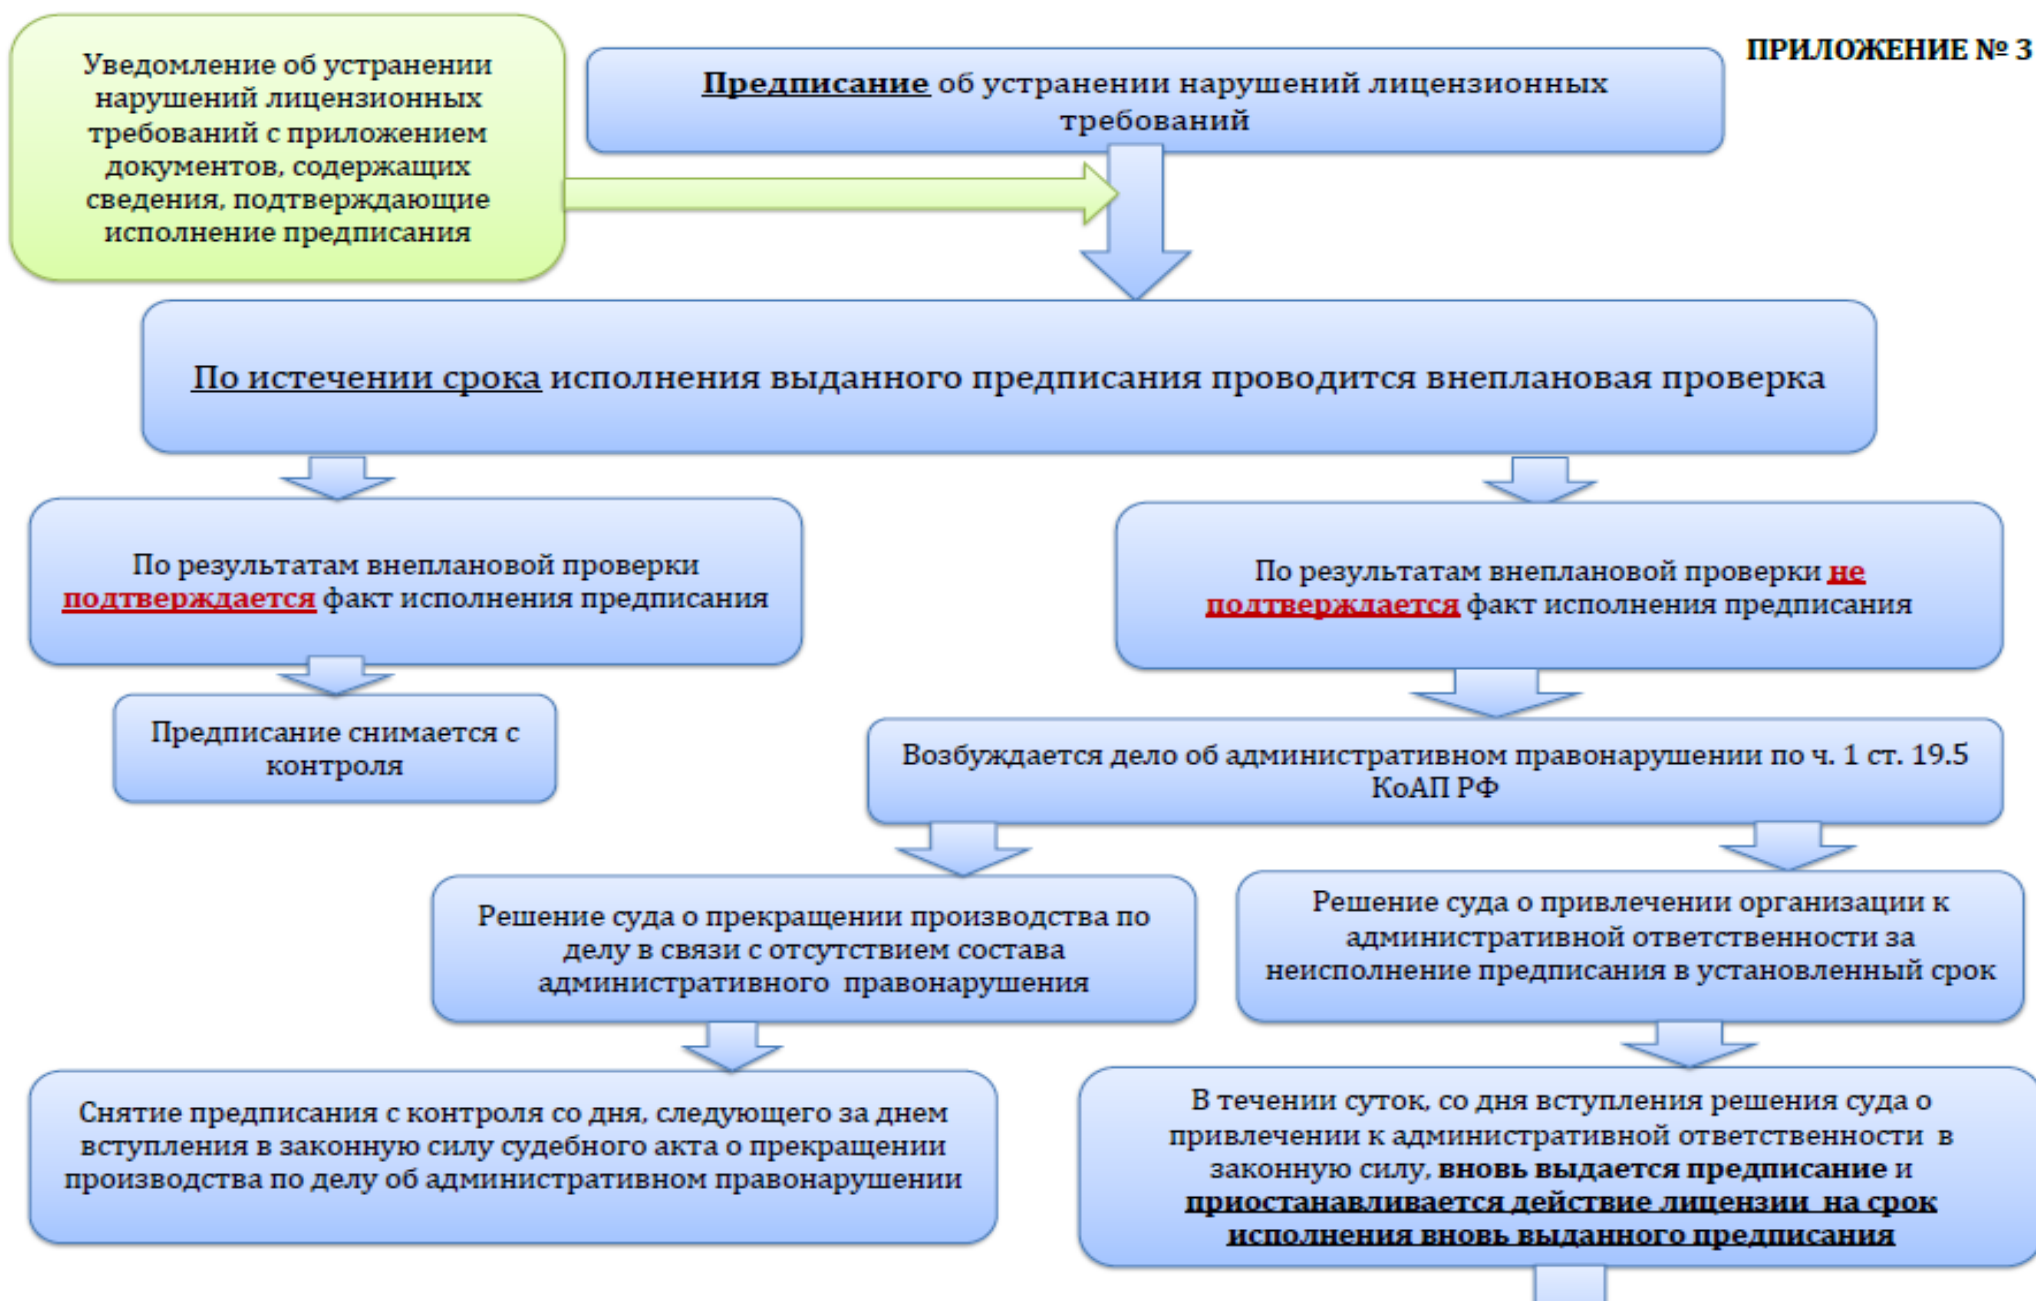 ПРИЛОЖЕНИЕ № 3
Уведомление об устранении
нарушений лицензионных
требований с приложением
документов, содержащих
сведения, подтверждающие
исполнение предписания
Предписание об устранении нарушений лицензионных
требований
По истечении срока исполнения выданного предписания проводится внеплановая проверка
По результатам внеплановой проверки
подтверждается факт исполнения предписания
По результатам внеплановой проверки не
подтверждается факт исполнения предписания
Предписание снимается с
контроля
Возбуждается дело об административном правонарушении по ч. 1 ст. 19.5
КоАП РФ
Решение суда о прекращении производства по
делу в связи с отсутствием состава
административного правонарушения
Решение суда о привлечении организации к
административной ответственности за
неисполнение предписания в установленный срок
Снятие предписания с контроля со дня, следующего за днем
вступления в законную силу судебного акта о прекращении
производства по делу об административном правонарушении
В течении суток, со дня вступления решения суда о
привлечении к административной ответственности в
законную силу, вновь выдается предписание и
приостанавливается действие лицензии на срок
исполнения вновь выданного предписания